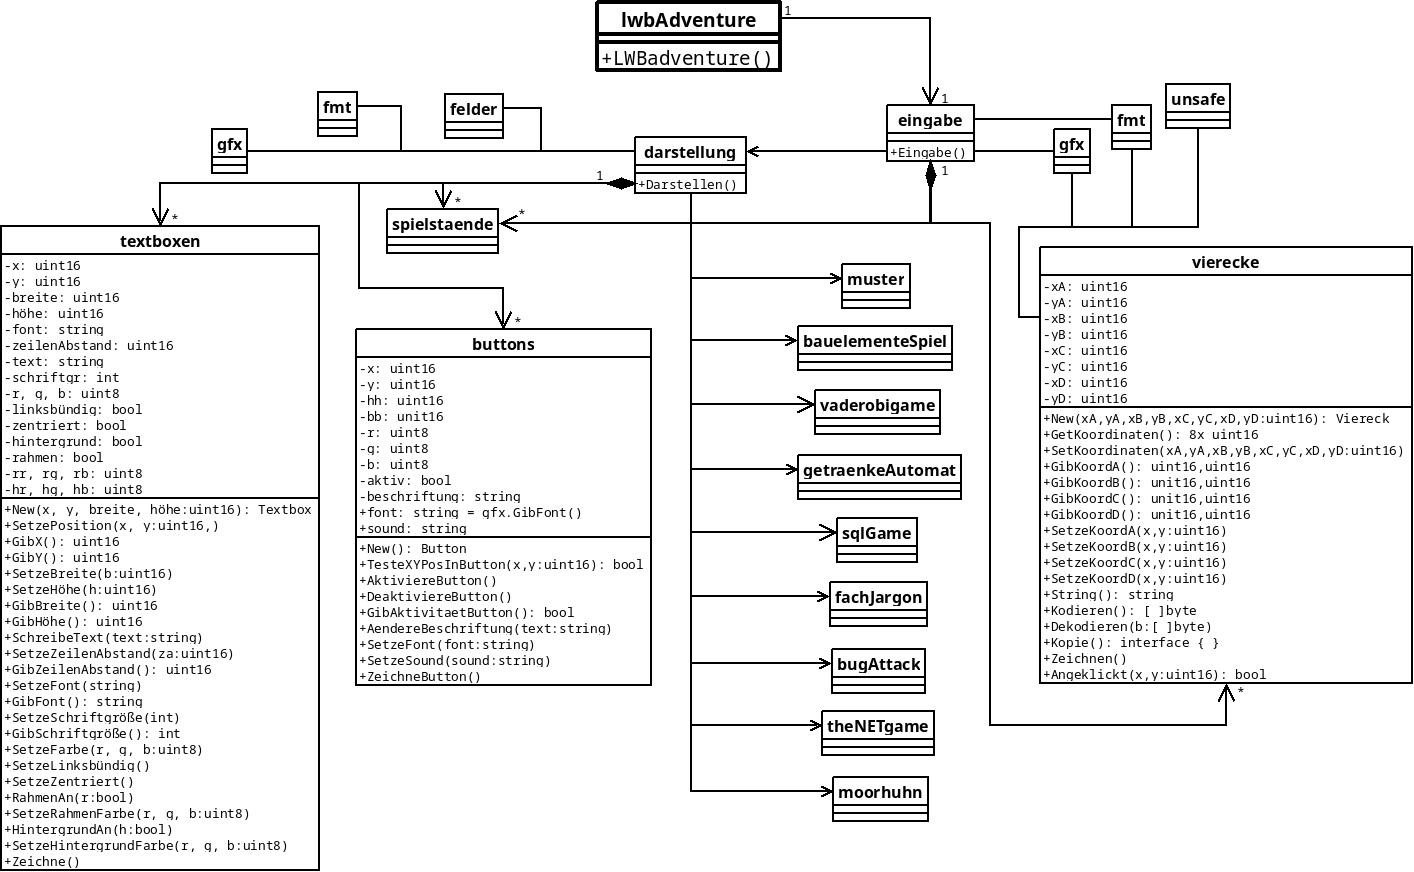 lwbAdventure
+LWBadventure()
1
1
eingabe
+Eingabe()
1
fmt
gfx
felder
darstellung
+Darstellen()
1
fmt
gfx
unsafe
*
*
*
*
spielstaende
textboxen
-x: uint16
-y: uint16
-breite: uint16
-höhe: uint16
-font: string
-zeilenAbstand: uint16
-text: string
-schriftgr: int
-r, g, b: uint8
-linksbündig: bool
-zentriert: bool
-hintergrund: bool
-rahmen: bool
-rr, rg, rb: uint8
-hr, hg, hb: uint8
+New(x, y, breite, höhe:uint16): Textbox
+SetzePosition(x, y:uint16,)
+GibX(): uint16
+GibY(): uint16
+SetzeBreite(b:uint16)
+SetzeHöhe(h:uint16)
+GibBreite(): uint16
+GibHöhe(): uint16
+SchreibeText(text:string)
+SetzeZeilenAbstand(za:uint16)
+GibZeilenAbstand(): uint16
+SetzeFont(string)
+GibFont(): string
+SetzeSchriftgröße(int)
+GibSchriftgröße(): int
+SetzeFarbe(r, g, b:uint8)
+SetzeLinksbündig()
+SetzeZentriert()
+RahmenAn(r:bool)
+SetzeRahmenFarbe(r, g, b:uint8)
+HintergrundAn(h:bool)
+SetzeHintergrundFarbe(r, g, b:uint8)
+Zeichne()
buttons
-x: uint16
-y: uint16
-hh: uint16
-bb: unit16
-r: uint8
-g: uint8
-b: uint8
-aktiv: bool
-beschriftung: string
+font: string = gfx.GibFont()
+sound: string
+New(): Button
+TesteXYPosInButton(x,y:uint16): bool
+AktiviereButton()
+DeaktiviereButton()
+GibAktivitaetButton(): bool
+AendereBeschriftung(text:string)
+SetzeFont(font:string)
+SetzeSound(sound:string)
+ZeichneButton()
muster
bauelementeSpiel
vaderobigame
getraenkeAutomat
sqlGame
fachJargon
bugAttack
theNETgame
moorhuhn
vierecke
-xA: uint16
-yA: uint16
-xB: uint16
-yB: uint16
-xC: uint16
-yC: uint16
-xD: uint16
-yD: uint16
+New(xA,yA,xB,yB,xC,yC,xD,yD:uint16): Viereck
+GetKoordinaten(): 8x uint16
+SetKoordinaten(xA,yA,xB,yB,xC,yC,xD,yD:uint16)
+GibKoordA(): uint16,uint16
+GibKoordB(): unit16,uint16
+GibKoordC(): unit16,uint16
+GibKoordD(): unit16,uint16
+SetzeKoordA(x,y:uint16)
+SetzeKoordB(x,y:uint16)
+SetzeKoordC(x,y:uint16)
+SetzeKoordD(x,y:uint16)
+String(): string
+Kodieren(): [ ]byte
+Dekodieren(b:[ ]byte)
+Kopie(): interface { }
+Zeichnen()
+Angeklickt(x,y:uint16): bool
*